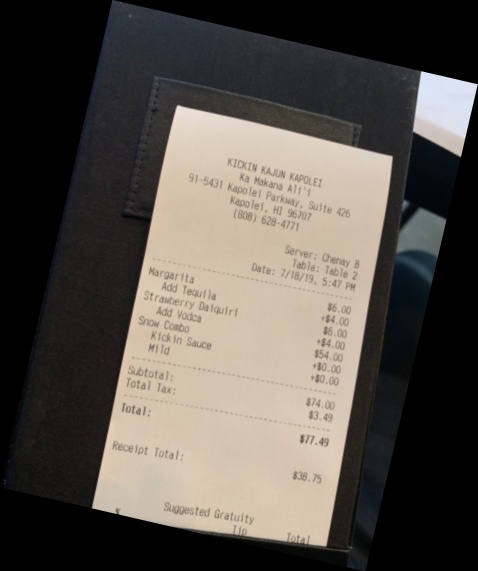 KICKIN KAJUN KAPOLEI
Ka Makana Ali'i
91-5431 Kapolei Parkway, Suite 426
Kapolei, HI 96707
(808) 628-4771
Server: Chenay B
Table: Table 2
Date: 7/18/19, 5:47 PM
Margarita $6.00
Add Tequila +$4.00
Strawberry Daiquiri $6.00
Add Vodca +$4.00
Snow Combo $54.00
Kickin Sauce +$0.00
Mild +$0.00
Subtotal: $74.00
Total Tax: $3.49
Total: $77.49
Receipt Total: $38.75
Suggested Gratuity
% Tip Total